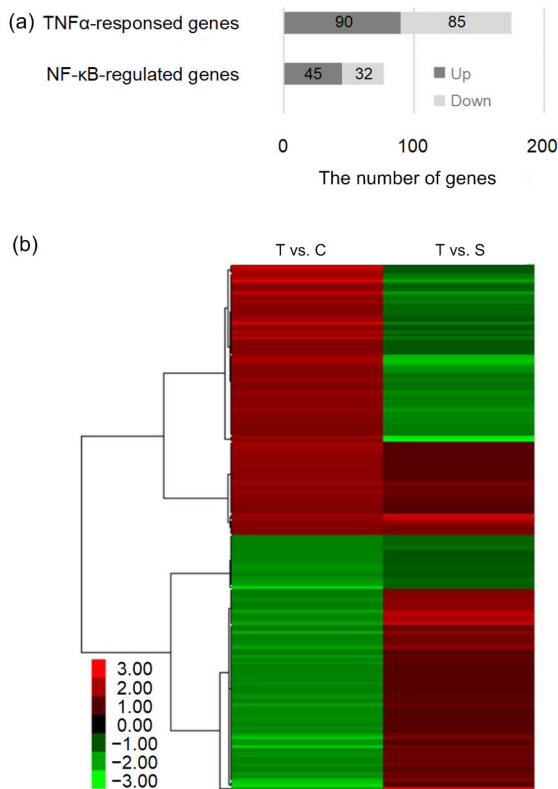 (a)
TNFα-responsed genes
90
85
NF-κB-regulated genes
45
32
Up
Down
0
100
200
The number of genes
(b)
T vs. C
T vs. S
3.00
2.00
1.00
0.00
−1.00
−2.00
−3.00